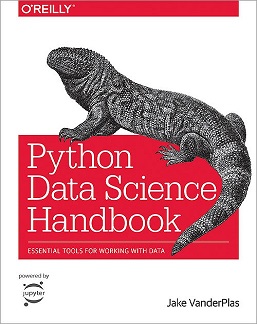 O'REILLY®
Python
Data Science
Handbook
ESSENTIAL TOOLS FOR WORKING WITH DATA
powered by
jupyter
Jake VanderPlas